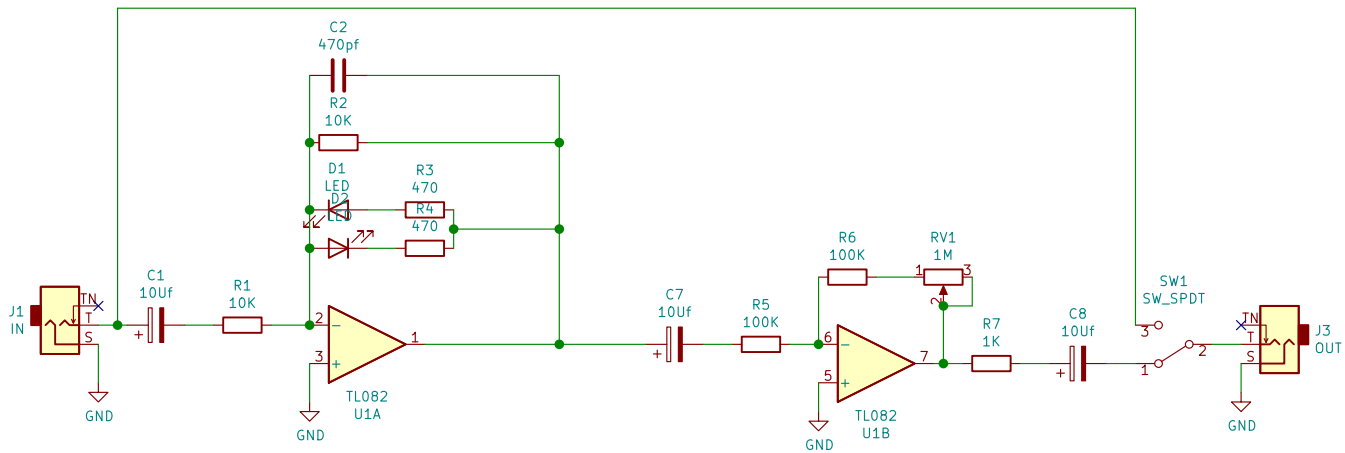 C2
470pf
R2
10K
D1
LED
R3
470
D2
LED
R4
470
J1
IN
TN
T
S
GND
C1
10Uf
+
R1
10K
2
−
3
+
1
TL082
U1A
GND
C7
10Uf
+
R5
100K
R6
100K
RV1
1M
1
3
2
6
−
5
+
7
TL082
U1B
GND
R7
1K
C8
10Uf
+
SW1
SW_SPDT
3
1
2
TN
T
S
J3
OUT
GND